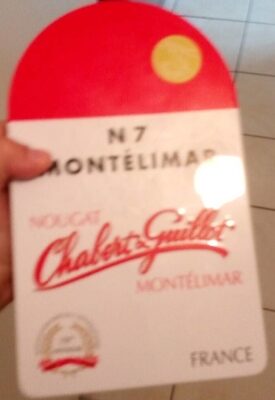 N 7
MONTÉLIMAR
NOUGAT
Chabert & Guillot
MONTÉLIMAR
FRANCE